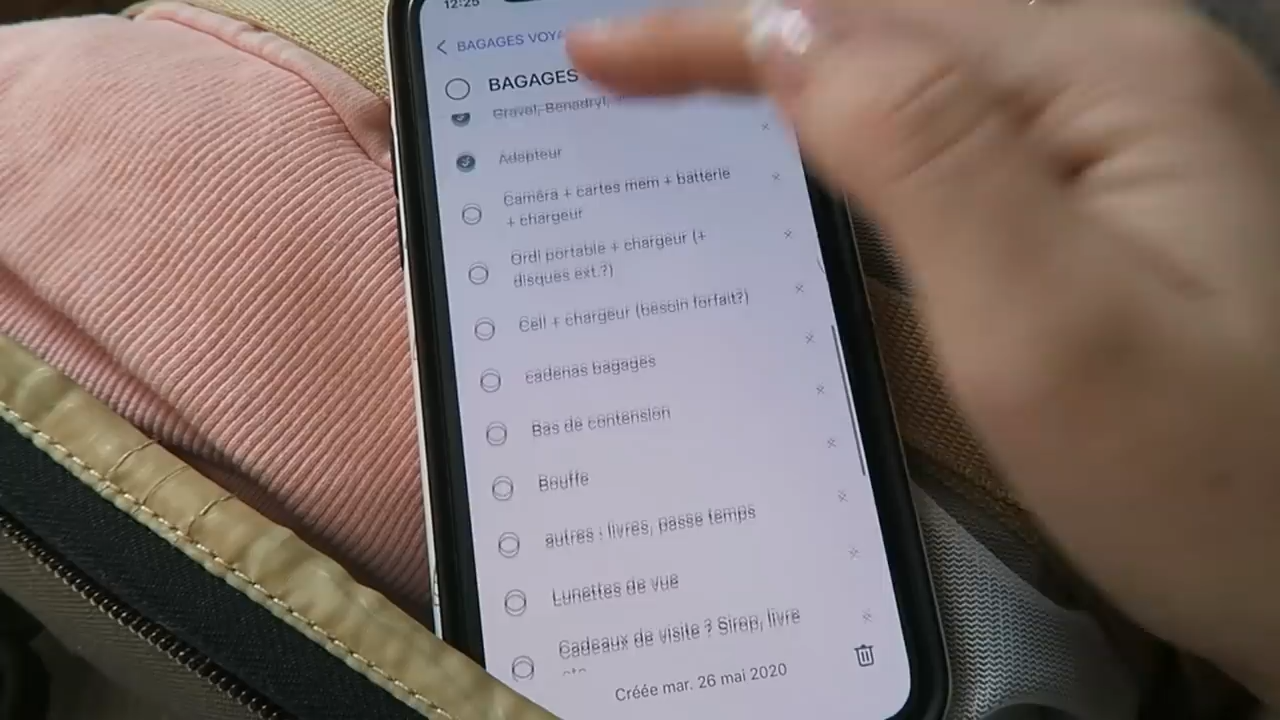 12:25
BAGAGES
Gravol, Benadryl,
Adapteur
Caméra + cartes mem + batterie
+ chargeur
Ordi portable + chargeur (+
disques ext.?)
Cell + chargeur (besoin forfait?)
cadenas bagages
Bas de contension
Bouffe
autres : livres, passe temps
Lunettes de vue
Cadeaux de visite ? Sirop, livre
Créée mar. 26 mai 2020